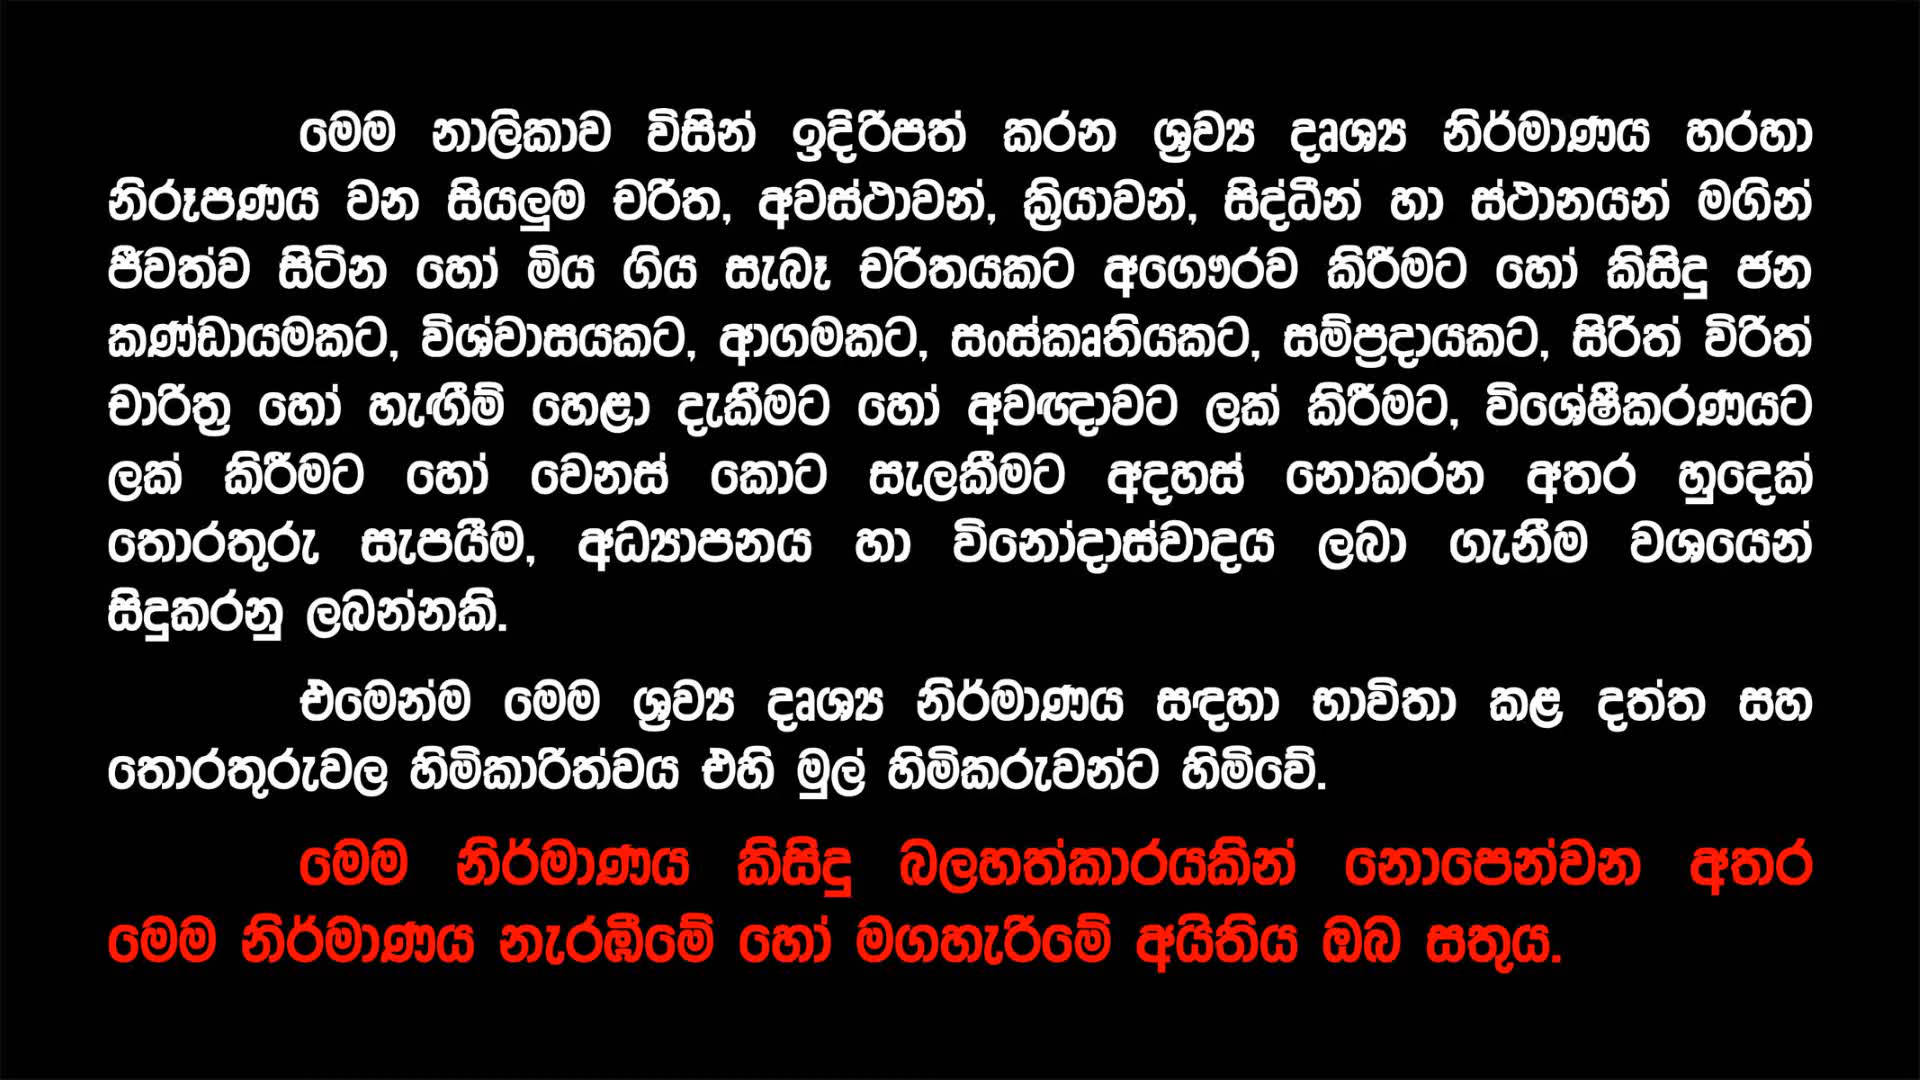 මෙම නාලිකාව විසින් ඉදිරිපත් කරන ශ්‍රව්‍ය දෘශ්‍ය නිර්මාණය හරහා
නිරූපණය වන සියලුම චරිත, අවස්ථාවන්, ක්‍රියාවන්, සිද්ධීන් හා ස්ථානයන් මගින්
ජීවත්ව සිටින හෝ මිය ගිය සැබෑ චරිතයකට අගෞරව කිරීමට හෝ කිසිදු ජන
කණ්ඩායමකට, විශ්වාසයකට, ආගමකට, සංස්කෘතියකට, සම්ප්‍රදායකට, සිරිත් විරිත්
චාරිත්‍ර හෝ හැඟීම් හෙළා දැකීමට හෝ අවඥාවට ලක් කිරීමට, විශේෂීකරණයට
ලක් කිරීමට හෝ වෙනස් කොට සැලකීමට අදහස් නොකරන අතර හුදෙක්
තොරතුරු සැපයීම, අධ්‍යාපනය හා විනෝදාස්වාදය ලබා ගැනීම වශයෙන්
සිදුකරනු ලබන්නකි.
එමෙන්ම මෙම ශ්‍රව්‍ය දෘශ්‍ය නිර්මාණය සඳහා භාවිතා කළ දත්ත සහ
තොරතුරුවල හිමිකාරිත්වය එහි මුල් හිමිකරුවන්ට හිමිවේ.
මෙම නිර්මාණය කිසිදු බලහත්කාරයකින් නොපෙන්වන අතර
මෙම නිර්මාණය නැරඹීමේ හෝ මගහැරීමේ අයිතිය ඔබ සතුය.